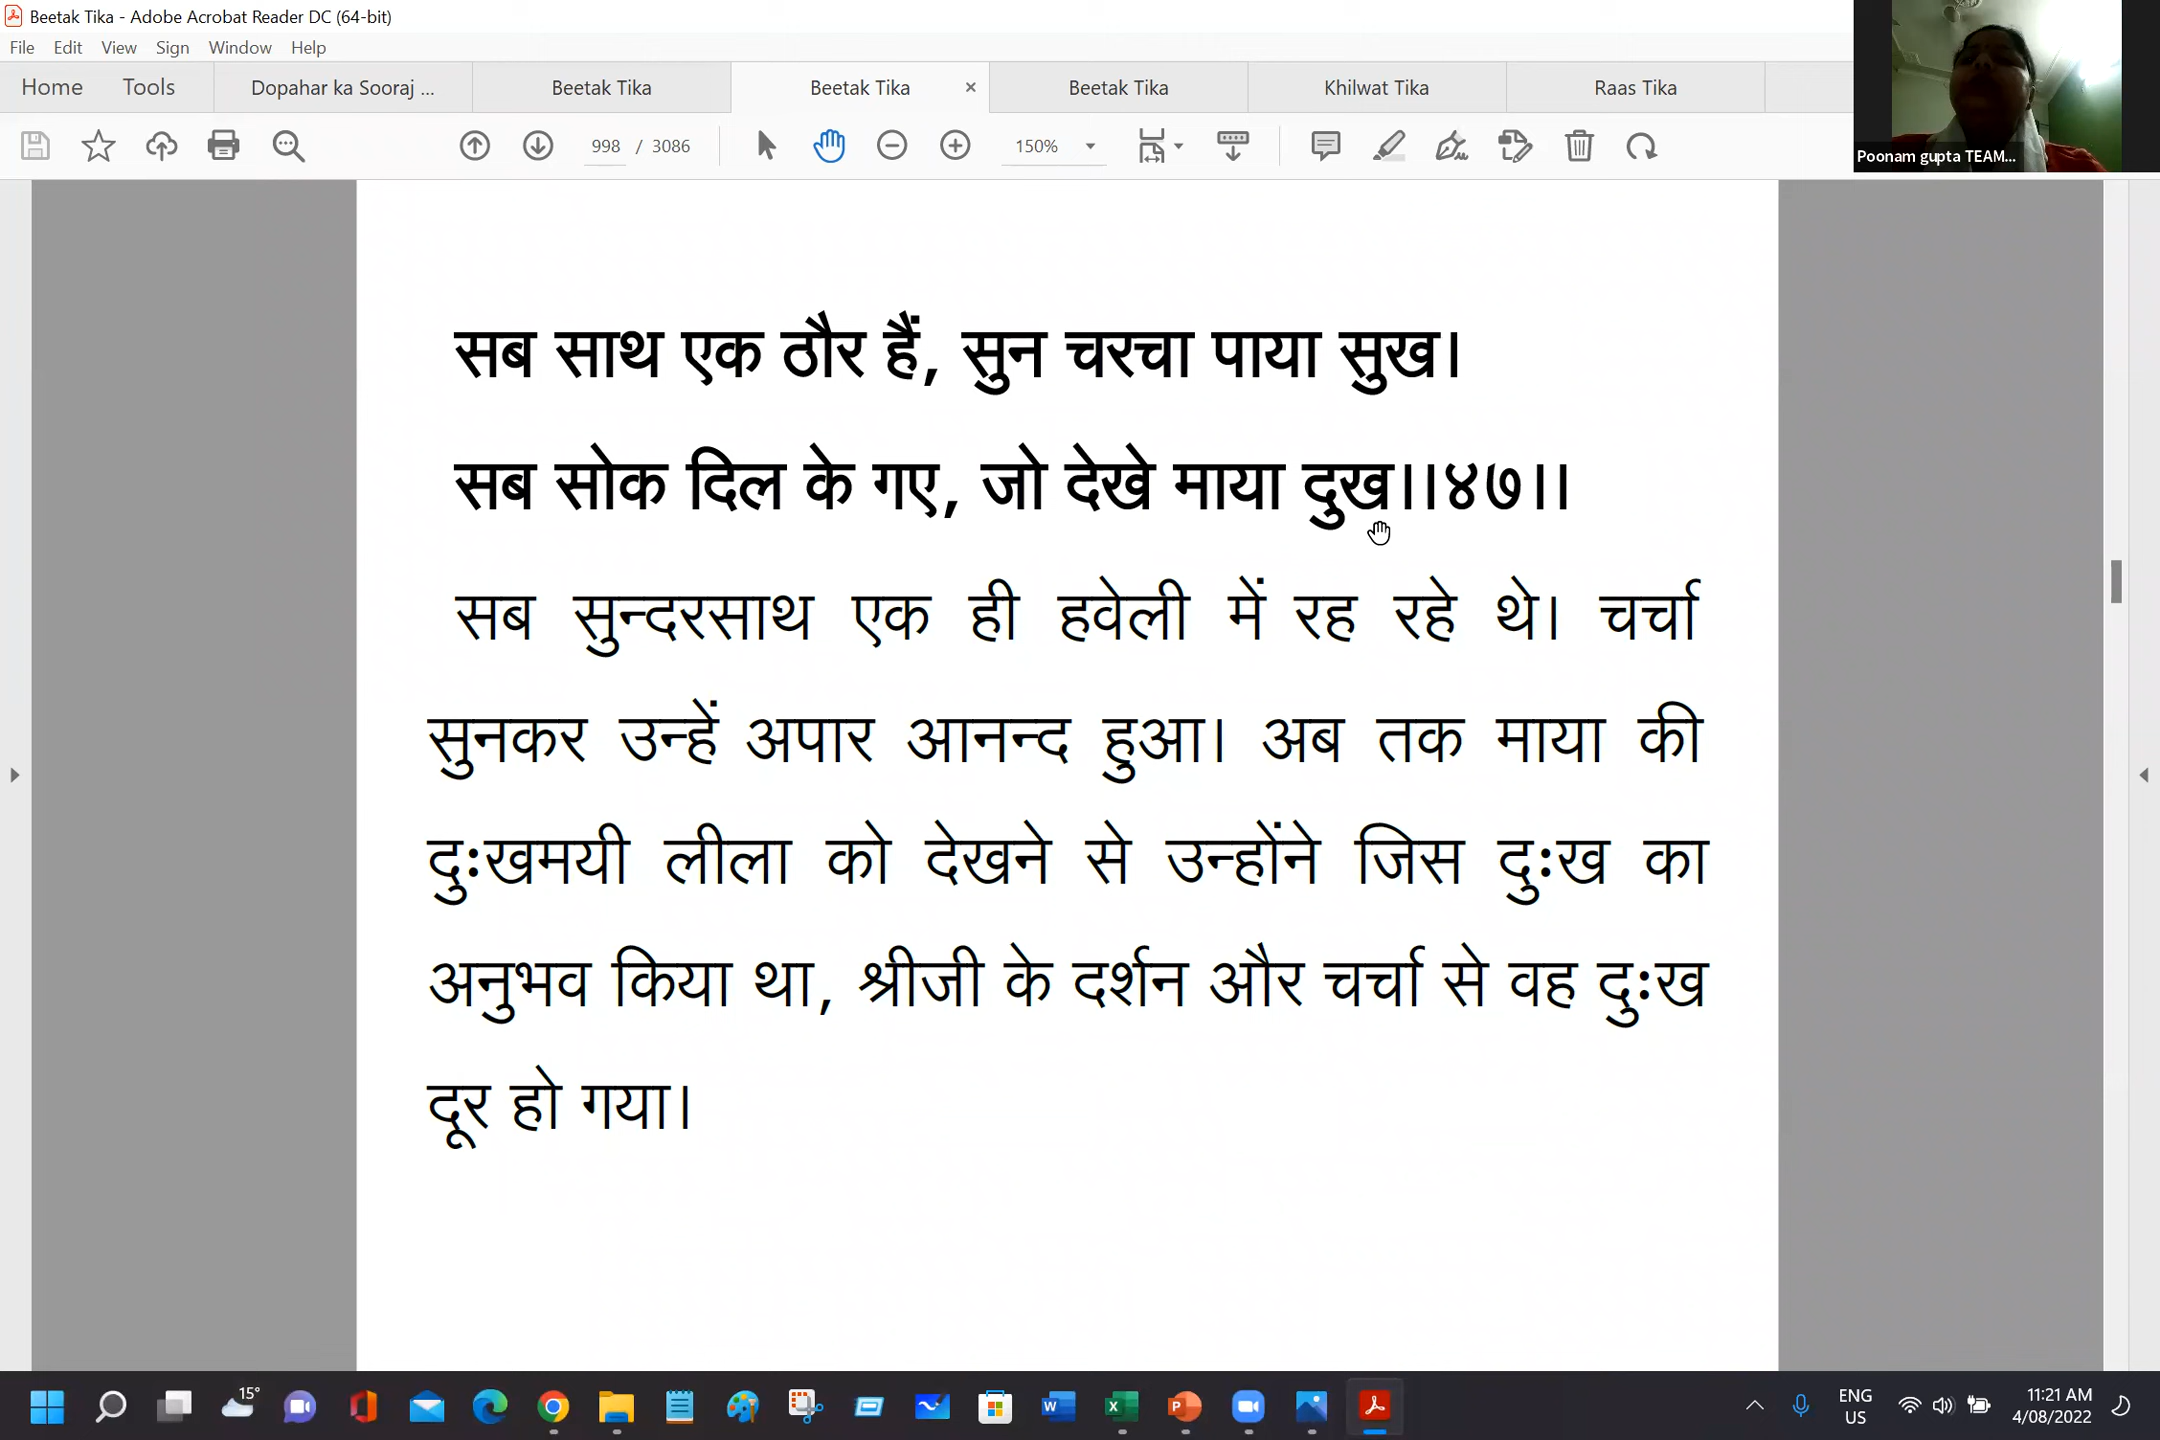 Beetak Tika - Adobe Acrobat Reader DC (64-bit)
File Edit View Sign Window Help
Home Tools Dopahar ka Sooraj ... Beetak Tika Beetak Tika Beetak Tika Khilwat Tika Raas Tika
998 / 3086 150%
Poonam gupta TEAM...
सब साथ एक ठौर हैं, सुन चरचा पाया सुख।
सब सोक दिल के गए, जो देखे माया दुख।।४७।।
सब सुन्दरसाथ एक ही हवेली में रह रहे थे। चर्चा
सुनकर उन्हें अपार आनन्द हुआ। अब तक माया की
दुःखमयी लीला को देखने से उन्होंने जिस दुःख का
अनुभव किया था, श्रीजी के दर्शन और चर्चा से वह दुःख
दूर हो गया।
15°
ENG
US
11:21 AM
4/08/2022